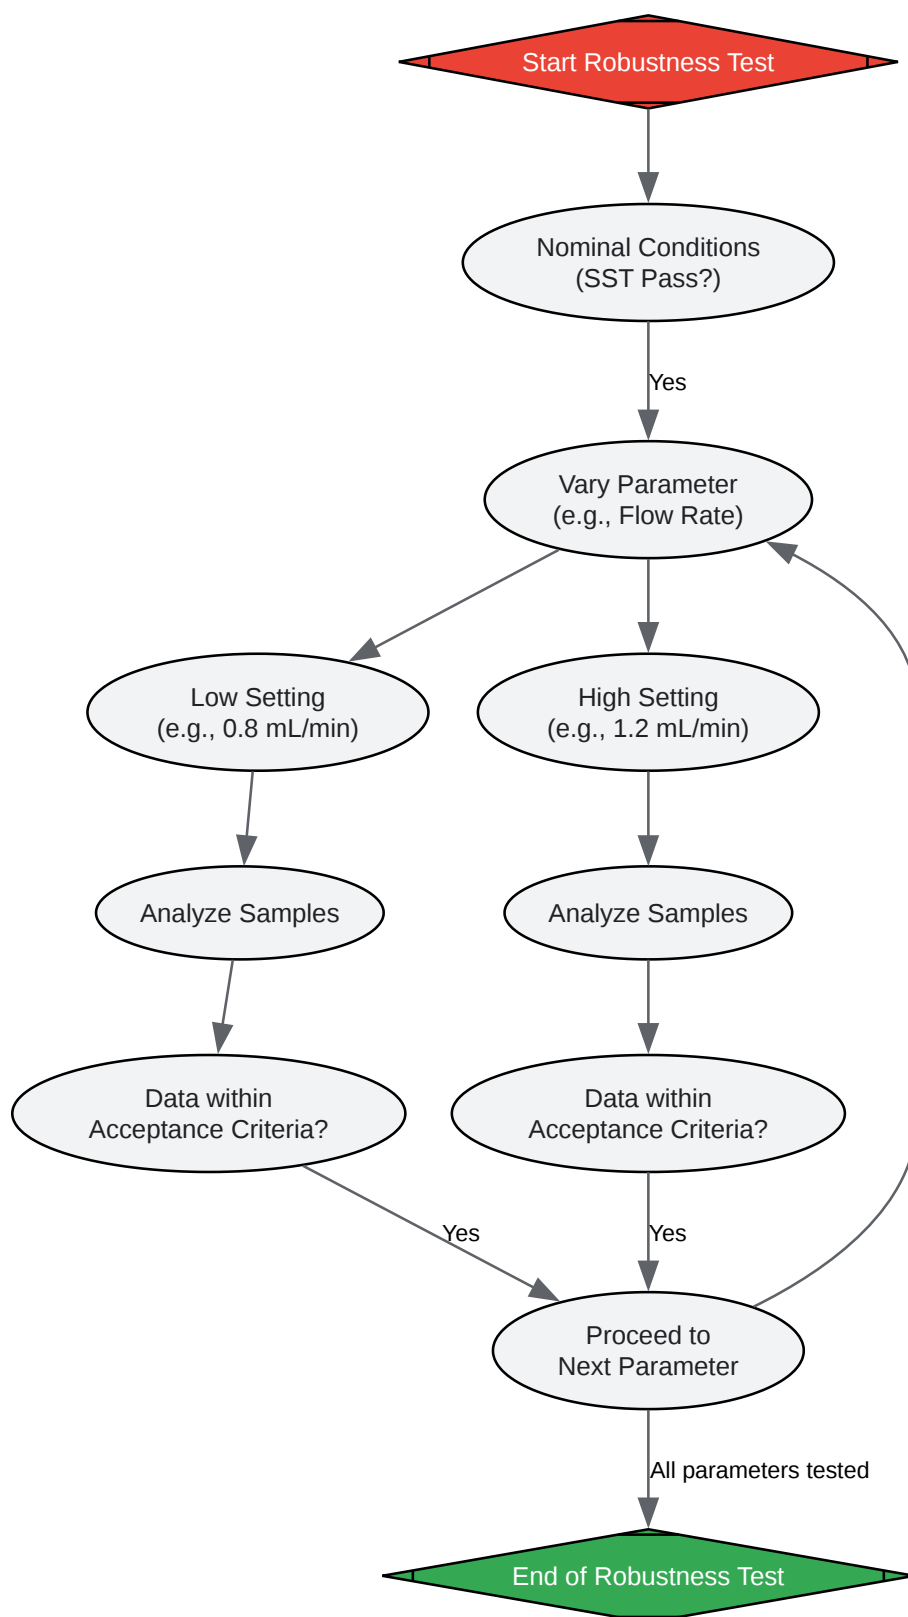 Start Robustness Test
Nominal Conditions
(SST Pass?)
Yes
Vary Parameter
(e.g., Flow Rate)
Low Setting
(e.g., 0.8 mL/min)
High Setting
(e.g., 1.2 mL/min)
Analyze Samples
Analyze Samples
Data within
Acceptance Criteria?
Data within
Acceptance Criteria?
Yes
Yes
Proceed to
Next Parameter
All parameters tested
End of Robustness Test